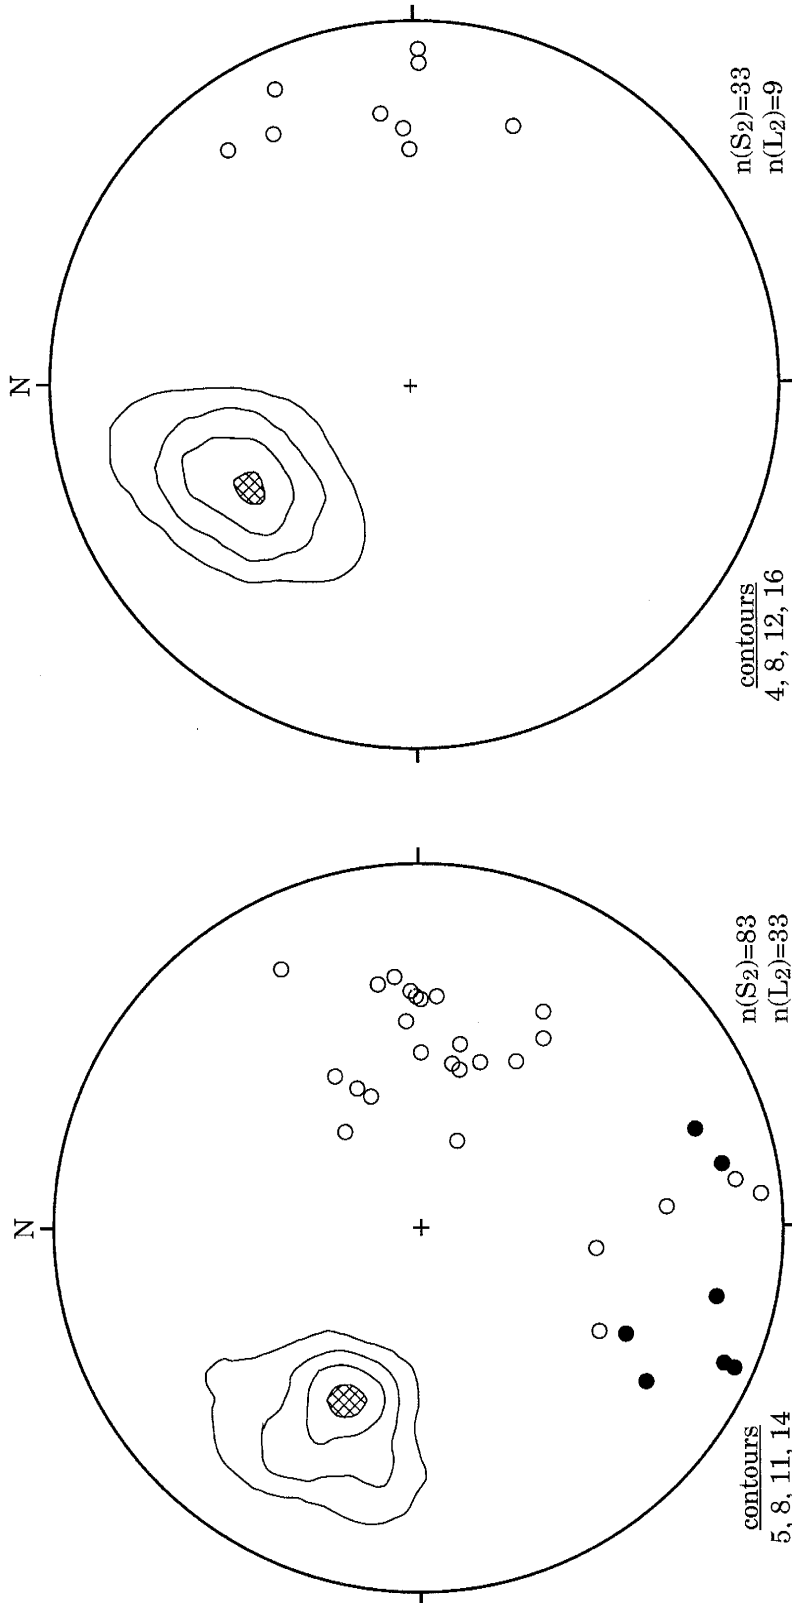 N
n(S₂)=33
n(L₂)=9
contours
4, 8, 12, 16
N
n(S₂)=83
n(L₂)=33
contours
5, 8, 11, 14